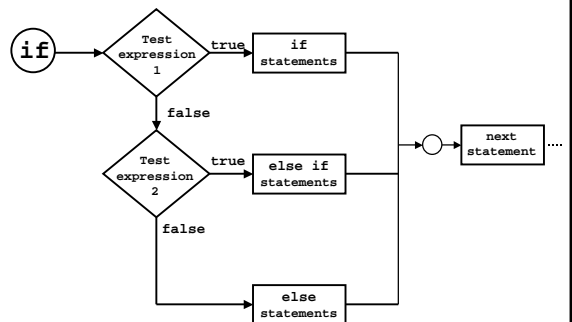 if
Test
expression
1
true
if
statements
false
next
statement
Test
expression
2
true
else if
statements
false
else
statements